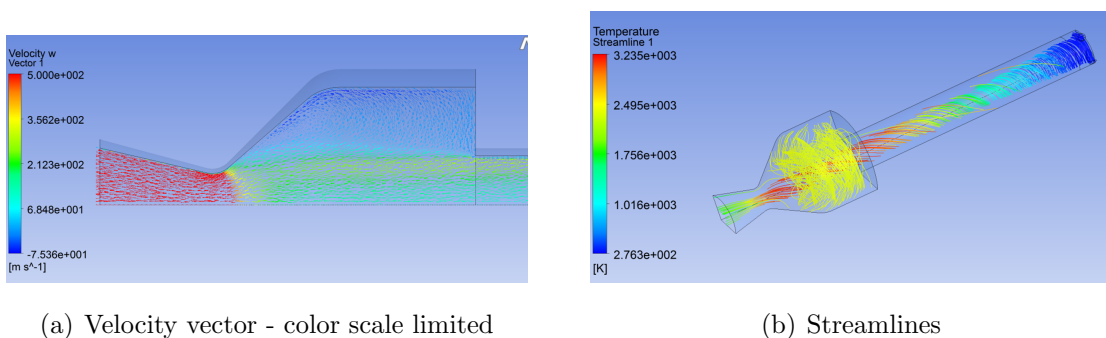 Velocity w
Vector 1
5.000e+002
3.562e+002
2.123e+002
6.848e+001
-7.536e+001
[m s^-1]
Temperature
Streamline 1
3.235e+003
2.495e+003
1.756e+003
1.016e+003
2.763e+002
[K]
(a) Velocity vector - color scale limited
(b) Streamlines